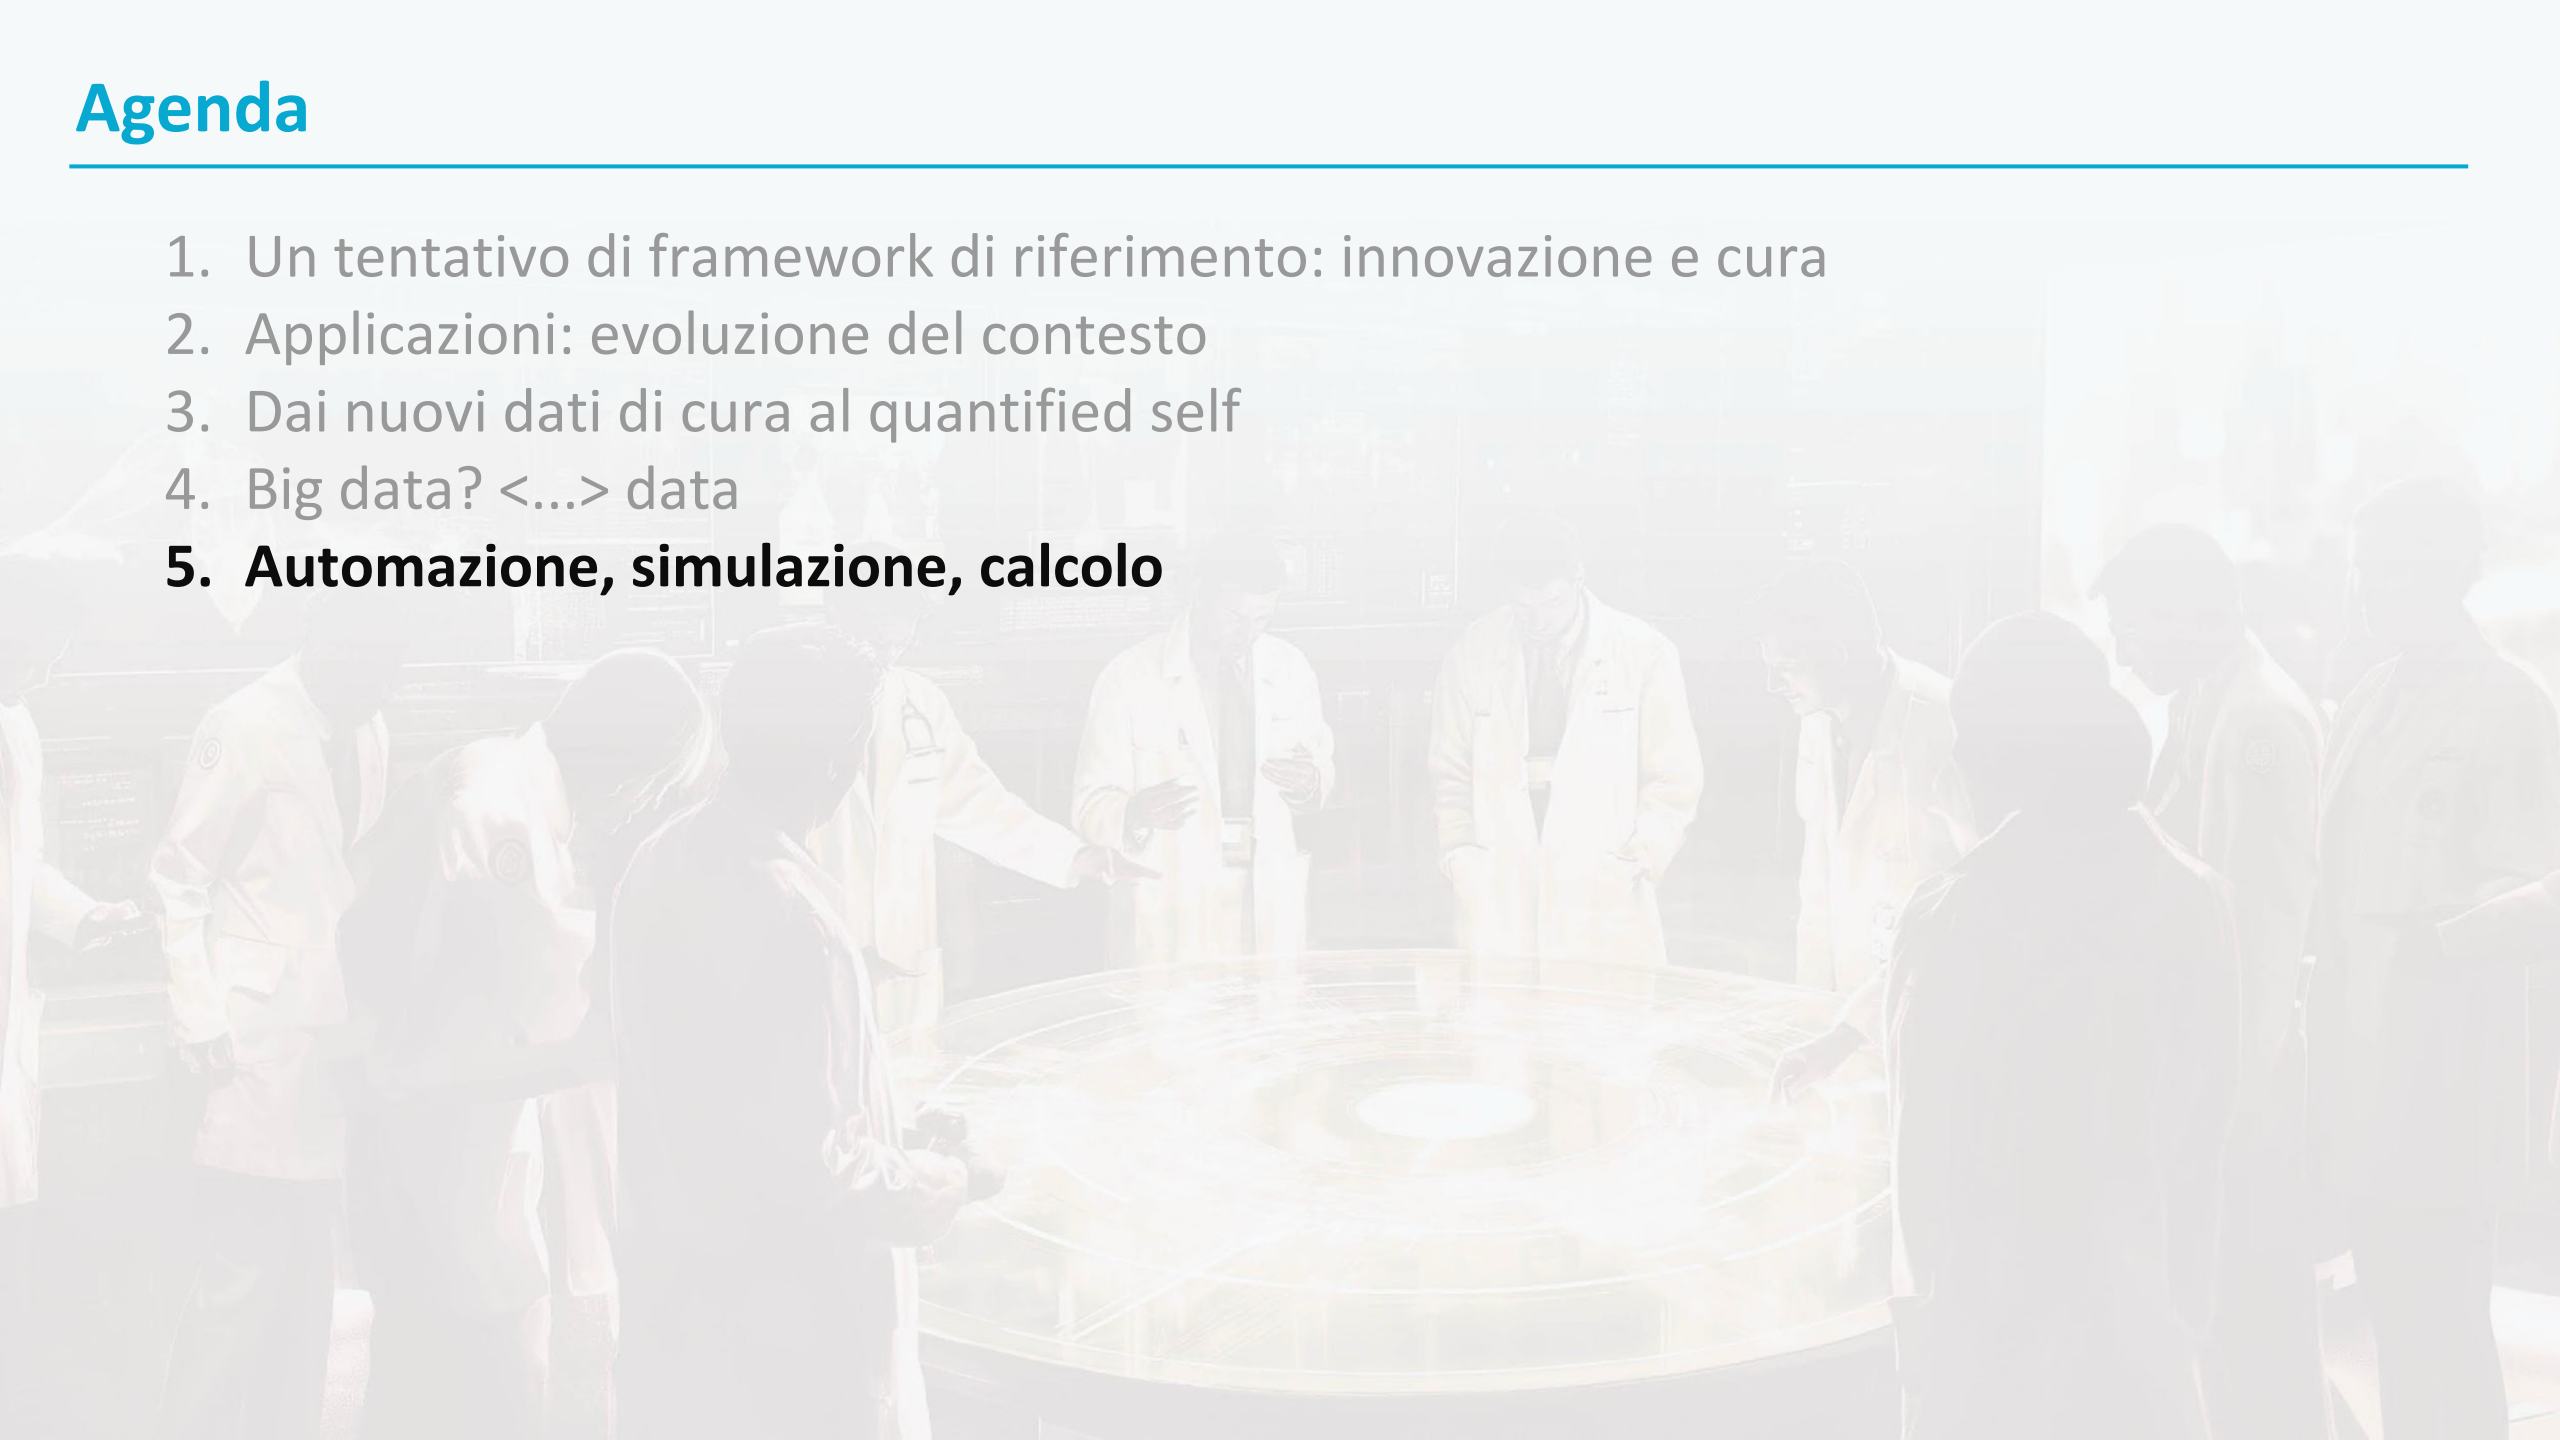 Agenda
1. Un tentativo di framework di riferimento: innovazione e cura
2. Applicazioni: evoluzione del contesto
3. Dai nuovi dati di cura al quantified self
4. Big data? <...> data
5. Automazione, simulazione, calcolo